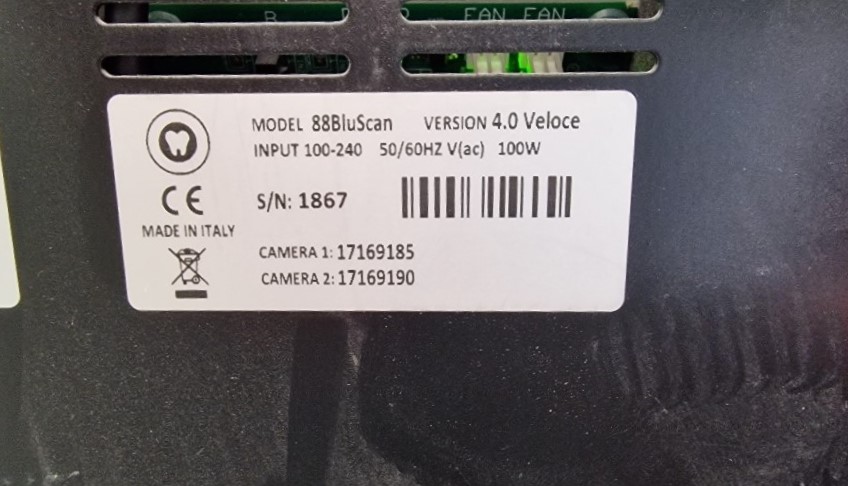 FAN FAN
MODEL 88BluScan VERSION 4.0 Veloce
INPUT 100-240 50/60HZ V(ac) 100W
CE
S/N: 1867
MADE IN ITALY
CAMERA 1: 17169185
CAMERA 2: 17169190